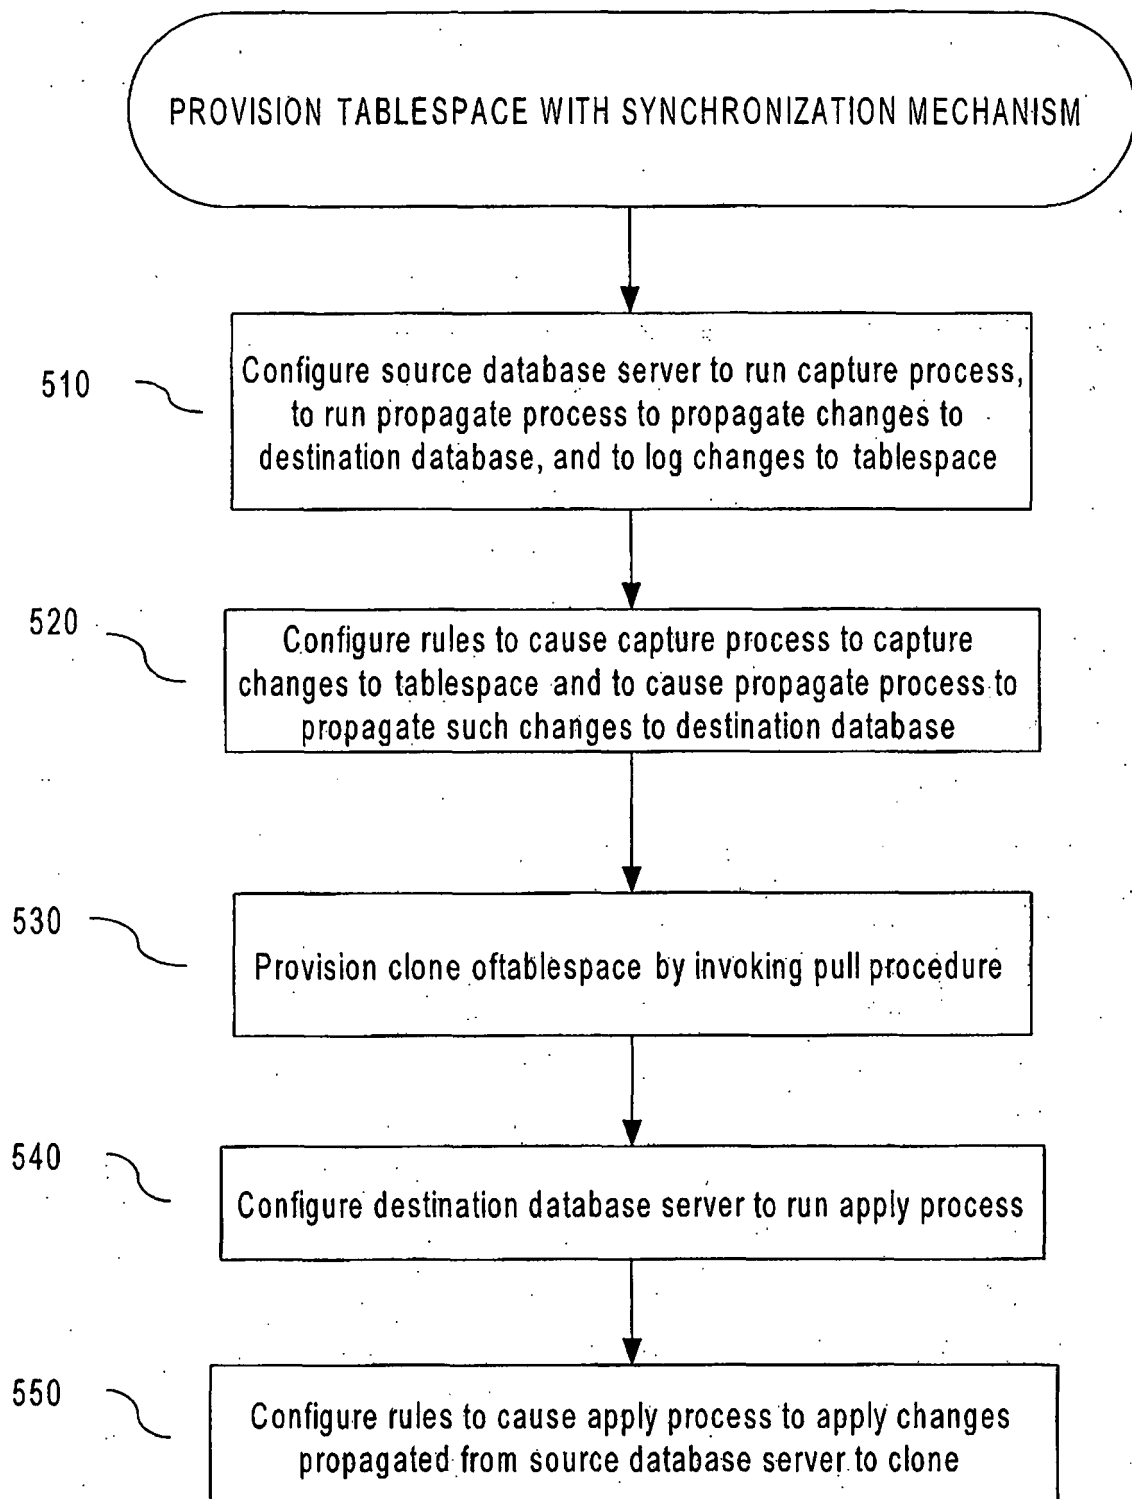 PROVISION TABLESPACE WITH SYNCHRONIZATION MECHANISM
510
Configure source database server to run capture process,
to run propagate process to propagate changes to
destination database, and to log changes to tablespace
520
Configure rules to cause capture process to capture
changes to tablespace and to cause propagate process to
propagate such changes to destination database
530
Provision clone oftablespace by invoking pull procedure
540
Configure destination database server to run apply process
550
Configure rules to cause apply process to apply changes
propagated from source database server to clone